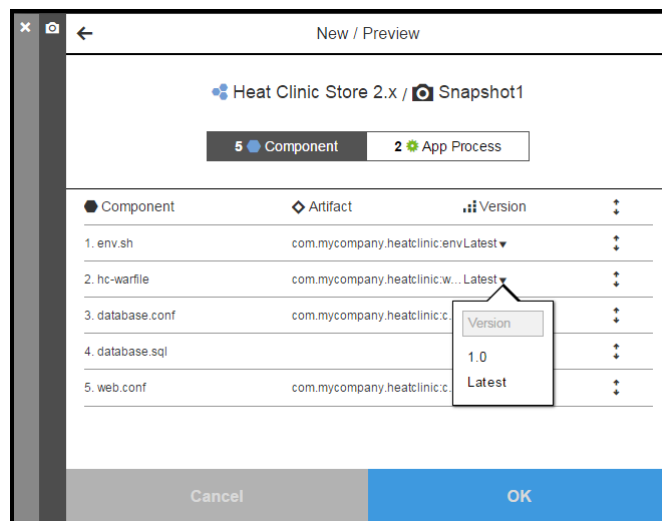 New / Preview
Heat Clinic Store 2.x / Snapshot1
5 Component 2 App Process
Component Artifact Version
1. env.sh com.mycompany.heatclinic:env Latest
2. hc-warfile com.mycompany.heatclinic:w... Latest
3. database.conf com.mycompany.heatclinic:c.
Version
4. database.sql
1.0
5. web.conf com.mycompany.heatclinic:c.
Latest
Cancel OK